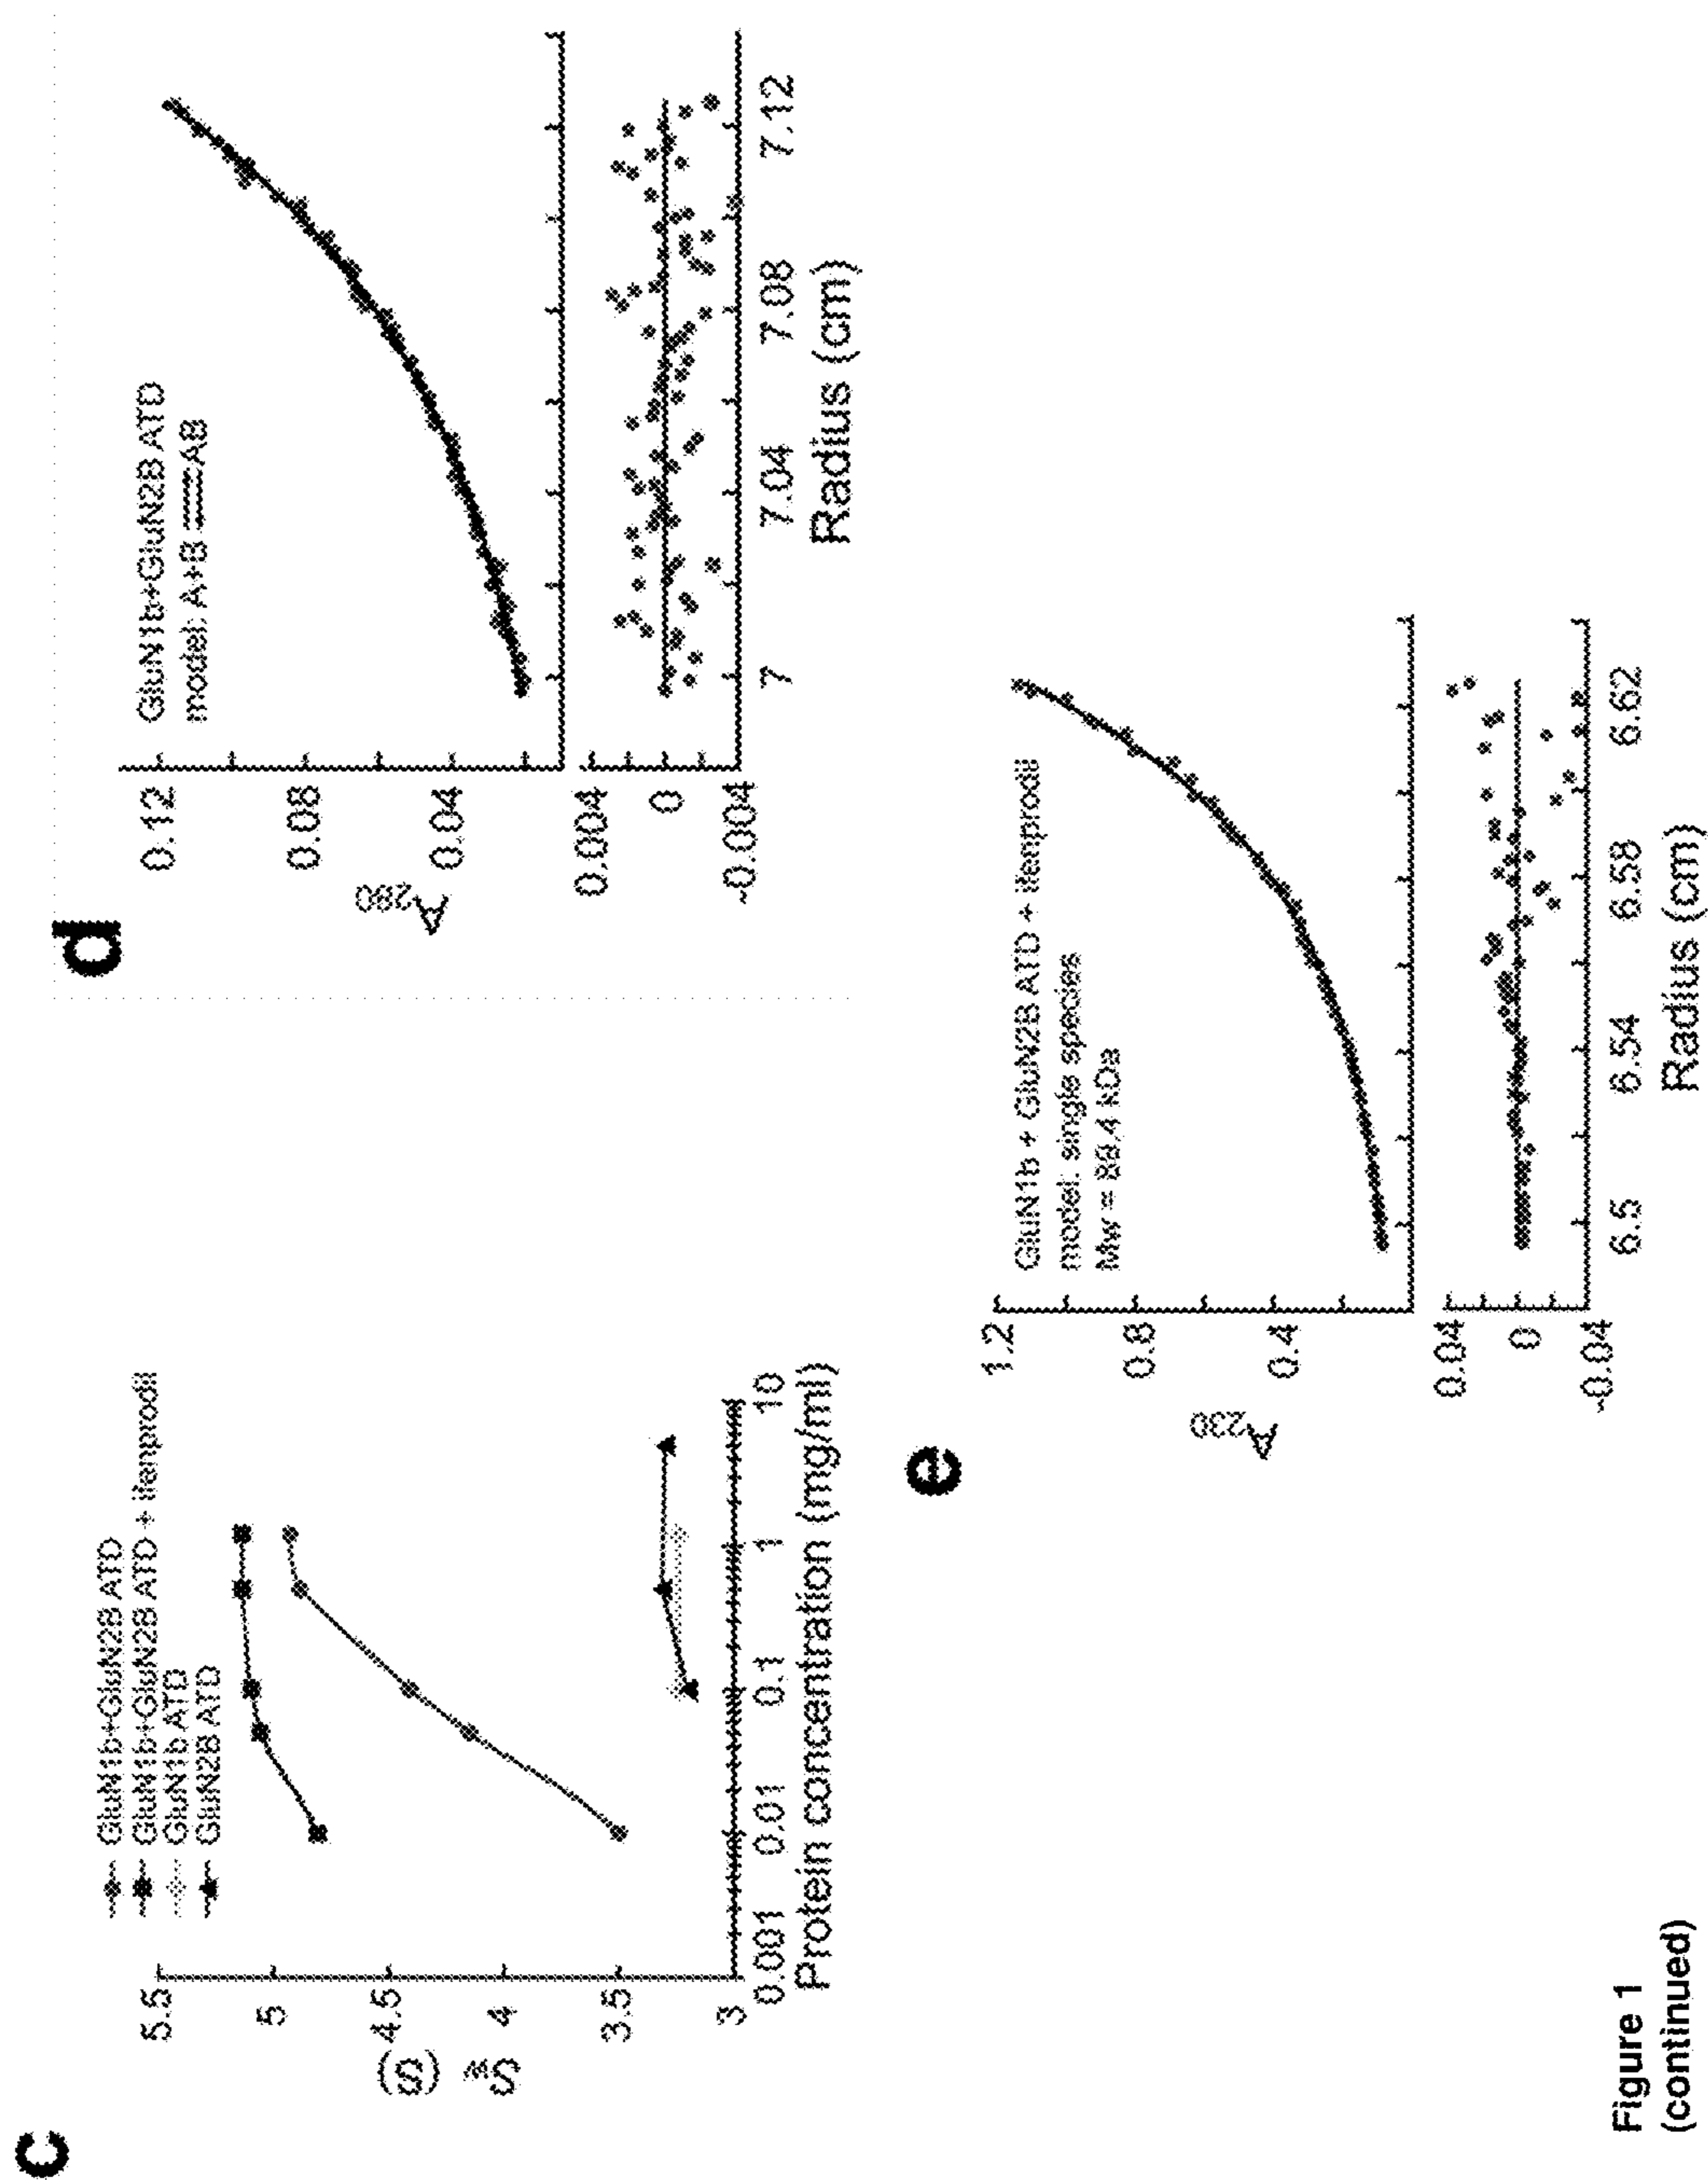 c
GluN1b+GluN2B ATD
GluN1b+GluN2B ATD + ifenprodil
GluN1b ATD
GluN2B ATD
5.5
5
4.5
4
3.5
3
Sw (S)
0.001 0.01 0.1 1 10
Protein concentration (mg/ml)
d
GluN1b+GluN2B ATD
model: A+B ⇌ AB
0.12
0.08
0.04
A280
0.004
0
-0.004
7 7.04 7.08 7.12
Radius (cm)
e
GluN1b + GluN2B ATD + ifenprodil
model: single species
1.2
0.8
0.4
A230
0.04
0
-0.04
6.5 6.54 6.58 6.62
Radius (cm)
Figure 1
(continued)